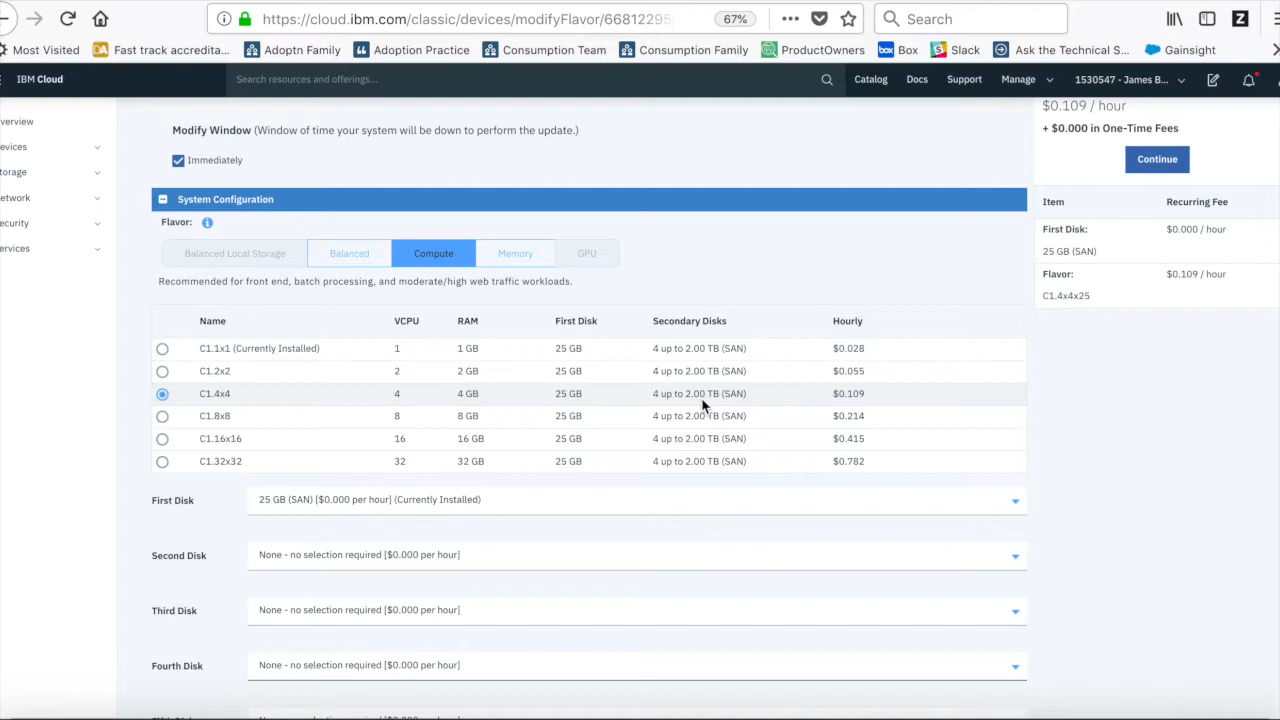 https://cloud.ibm.com/classic/devices/modifyFlavor/66812295
67%
Search
Most Visited
Fast track accredita...
Adoptn Family
Adoption Practice
Consumption Team
Consumption Family
ProductOwners
box Box
Slack
Ask the Technical S...
Gainsight
IBM Cloud
Search resources and offerings...
Catalog
Docs
Support
Manage
1530547 - James B...
verview
evices
torage
etwork
ecurity
ervices
Modify Window (Window of time your system will be down to perform the update.)
Immediately
System Configuration
Flavor:
Balanced Local Storage
Balanced
Compute
Memory
GPU
Recommended for front end, batch processing, and moderate/high web traffic workloads.
Name VCPU RAM First Disk Secondary Disks Hourly
C1.1x1 (Currently Installed) 1 1 GB 25 GB 4 up to 2.00 TB (SAN) $0.028
C1.2x2 2 2 GB 25 GB 4 up to 2.00 TB (SAN) $0.055
C1.4x4 4 4 GB 25 GB 4 up to 2.00 TB (SAN) $0.109
C1.8x8 8 8 GB 25 GB 4 up to 2.00 TB (SAN) $0.214
C1.16x16 16 16 GB 25 GB 4 up to 2.00 TB (SAN) $0.415
C1.32x32 32 32 GB 25 GB 4 up to 2.00 TB (SAN) $0.782
First Disk 25 GB (SAN) [$0.000 per hour] (Currently Installed)
Second Disk None - no selection required [$0.000 per hour]
Third Disk None - no selection required [$0.000 per hour]
Fourth Disk None - no selection required [$0.000 per hour]
$0.109 / hour
+ $0.000 in One-Time Fees
Continue
Item Recurring Fee
First Disk: $0.000 / hour
25 GB (SAN)
Flavor: $0.109 / hour
C1.4x4x25